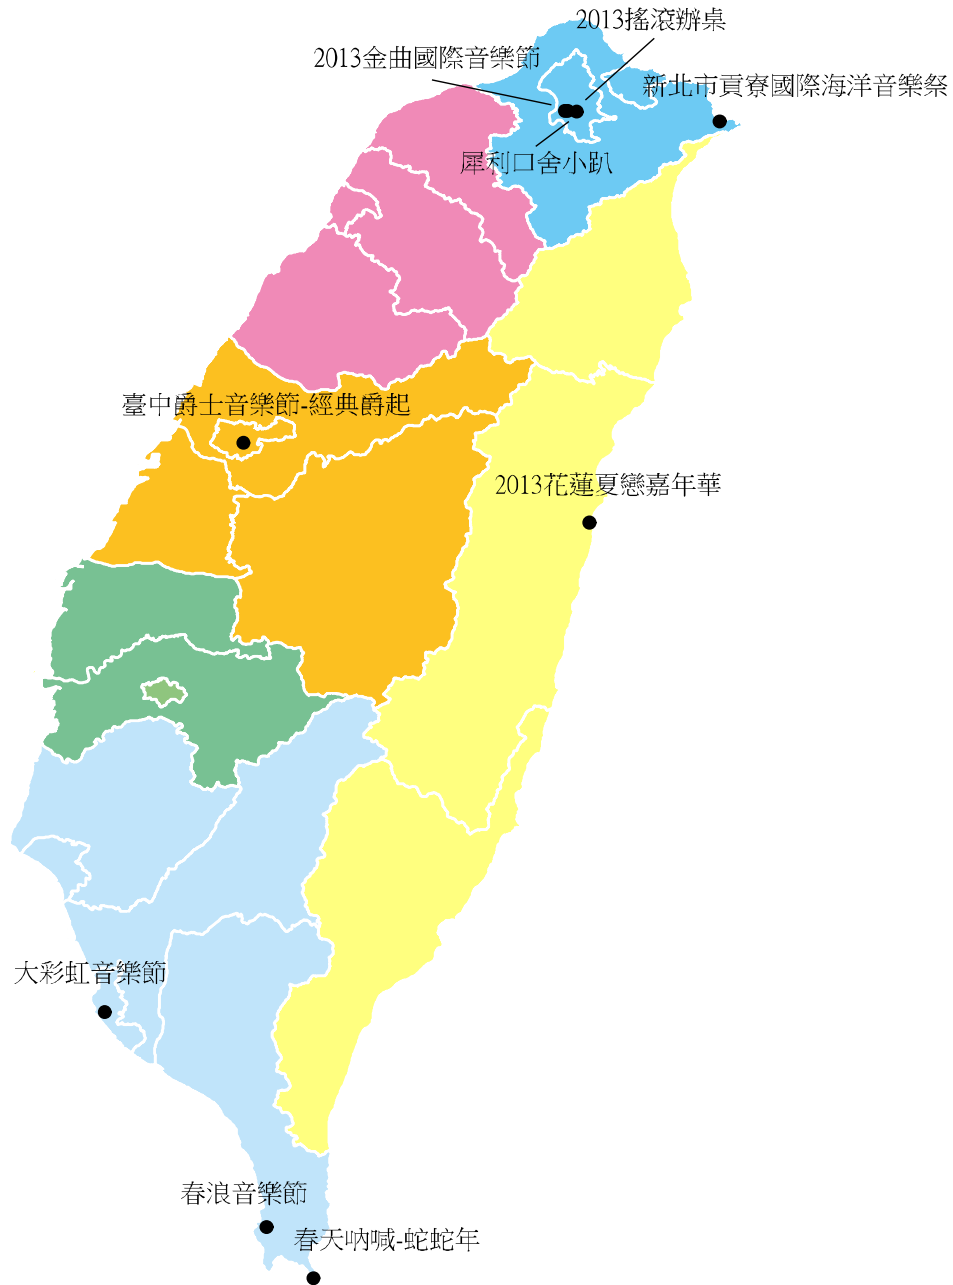 2013搖滾辦桌
2013金曲國際音樂節
新北市貢寮國際海洋音樂祭
犀利口舍小趴
臺中爵士音樂節-經典爵起
2013花蓮夏戀嘉年華
大彩虹音樂節
春浪音樂節
春天吶喊-蛇蛇年